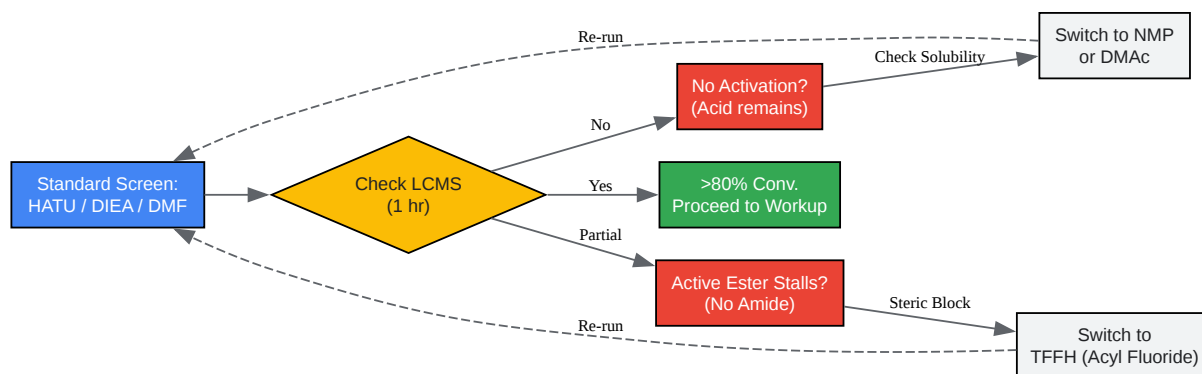 Standard Screen:
HATU / DIEA / DMF
Check LCMS
(1 hr)
No
No Activation?
(Acid remains)
Check Solubility
Switch to NMP
or DMAc
Re-run
Yes
>80% Conv.
Proceed to Workup
Partial
Active Ester Stalls?
(No Amide)
Steric Block
Switch to
TFFH (Acyl Fluoride)
Re-run